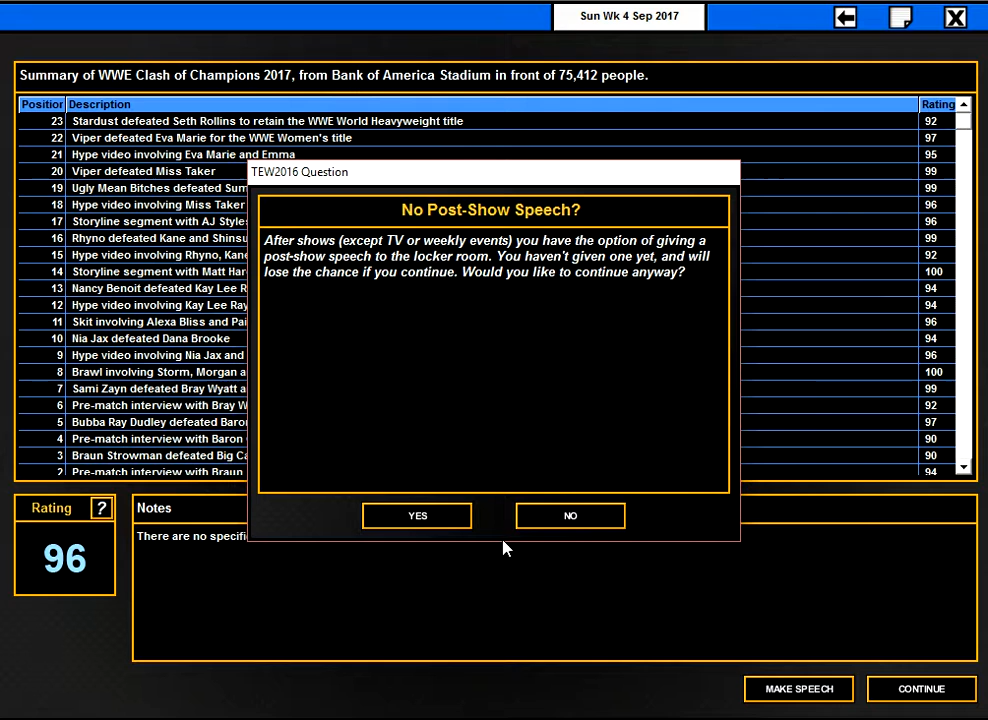 Sun Wk 4 Sep 2017
Summary of WWE Clash of Champions 2017, from Bank of America Stadium in front of 75,412 people.
Position Description Rating
23 Stardust defeated Seth Rollins to retain the WWE World Heavyweight title 92
22 Viper defeated Eva Marie for the WWE Women's title 97
21 Hype video involving Eva Marie and Emma 95
20 Viper defeated Miss Taker 99
19 Ugly Mean Bitches defeated Sum 99
18 Hype video involving Miss Taker 96
17 Storyline segment with AJ Styles 96
16 Rhyno defeated Kane and Shinsu 99
15 Hype video involving Rhyno, Kane 92
14 Storyline segment with Matt Har 100
13 Nancy Benoit defeated Kay Lee R 94
12 Hype video involving Kay Lee Ray 94
11 Skit involving Alexa Bliss and Pai 96
10 Nia Jax defeated Dana Brooke 94
9 Hype video involving Nia Jax and 96
8 Brawl involving Storm, Morgan a 100
7 Sami Zayn defeated Bray Wyatt a 99
6 Pre-match interview with Bray W 92
5 Bubba Ray Dudley defeated Baron 97
4 Pre-match interview with Baron 90
3 Braun Strowman defeated Big Ca 90
2 Pre-match interview with Braun 94
TEW2016 Question
No Post-Show Speech?
After shows (except TV or weekly events) you have the option of giving a
post-show speech to the locker room. You haven't given one yet, and will
lose the chance if you continue. Would you like to continue anyway?
YES NO
Rating ? Notes
96
There are no specifi
MAKE SPEECH CONTINUE